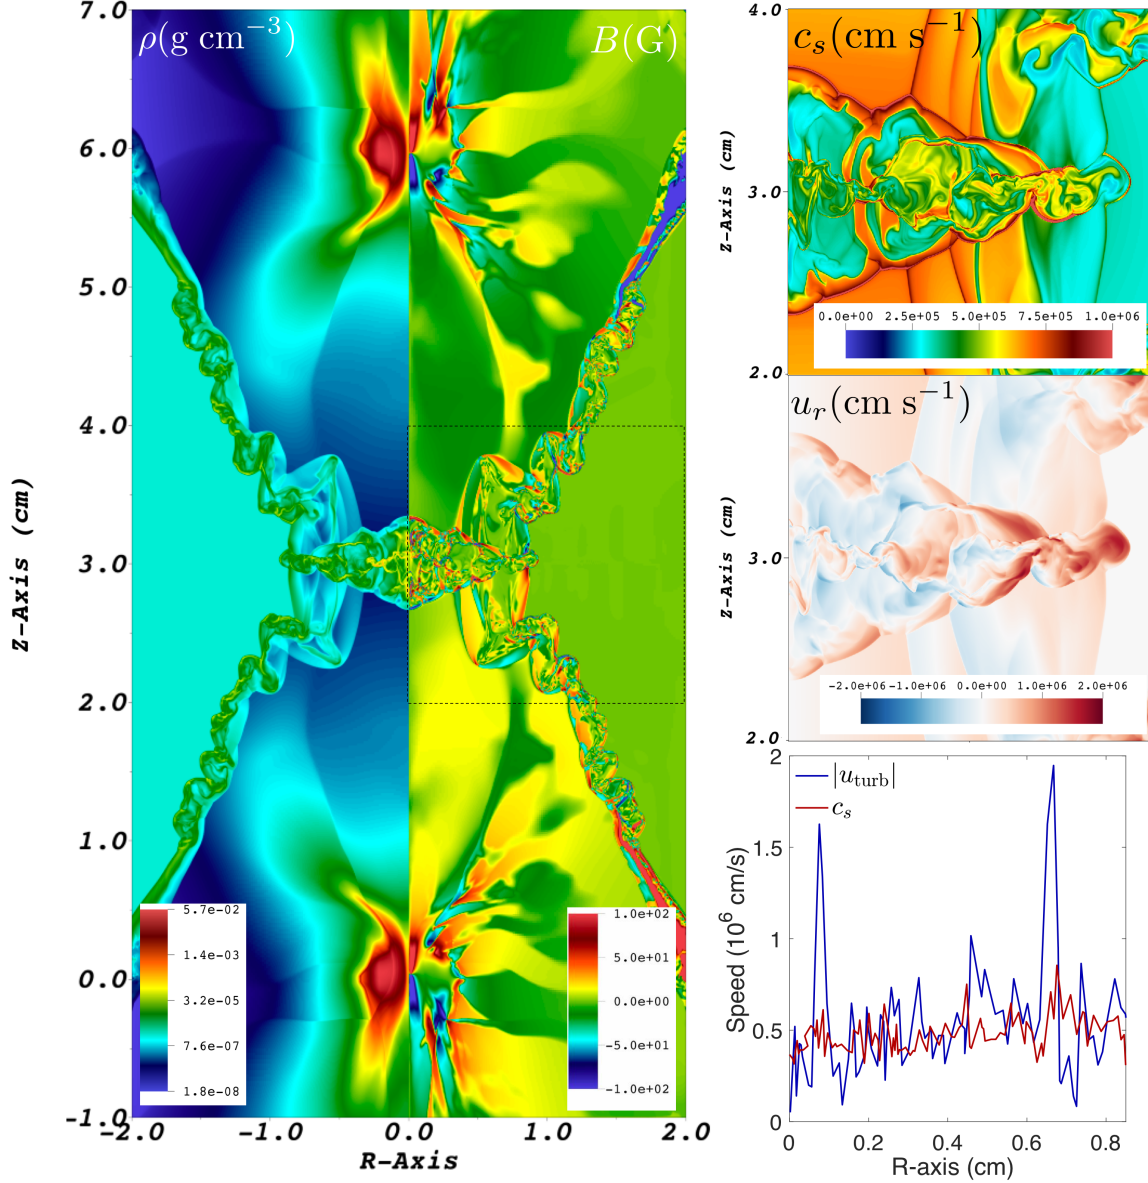 ρ(g cm⁻³)
B(G)
7.0
6.0
5.0
4.0
3.0
2.0
1.0
0.0
-1.0
Z-Axis (cm)
5.7e-02
1.4e-03
3.2e-05
7.6e-07
1.8e-08
1.0e+02
5.0e+01
0.0e+00
-5.0e+01
-1.0e+02
-2.0 -1.0 0.0 1.0 2.0
R-Axis
c_s(cm s⁻¹)
4.0
3.0
2.0
Z-Axis (cm)
0.0e+00 2.5e+05 5.0e+05 7.5e+05 1.0e+06
u_r(cm s⁻¹)
3.0
2.0
Z-Axis (cm)
-2.0e+06 -1.0e+06 0.0e+00 1.0e+06 2.0e+06
|u_turb|
c_s
2
1.5
1
0.5
0
Speed (10⁶ cm/s)
0 0.2 0.4 0.6 0.8
R-axis (cm)